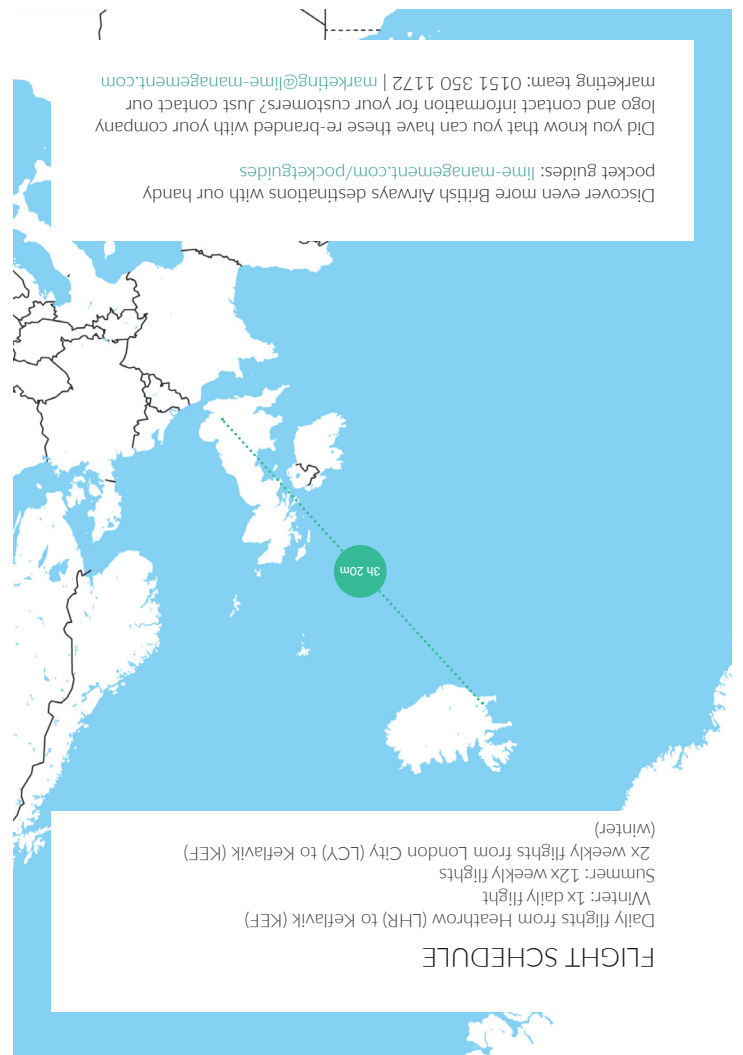 FLIGHT SCHEDULE
Daily flights from Heathrow (LHR) to Keflavik (KEF)
Winter: 1x daily flight
Summer: 12x weekly flights
2x weekly flights from London City (LCY) to Keflavik (KEF)
(winter)
3h 20m
Discover even more British Airways destinations with our handy
pocket guides: lime-management.com/pocketguides
Did you know that you can have these re-branded with your company
logo and contact information for your customers? Just contact our
marketing team: 0151 350 1172 | marketing@lime-management.com